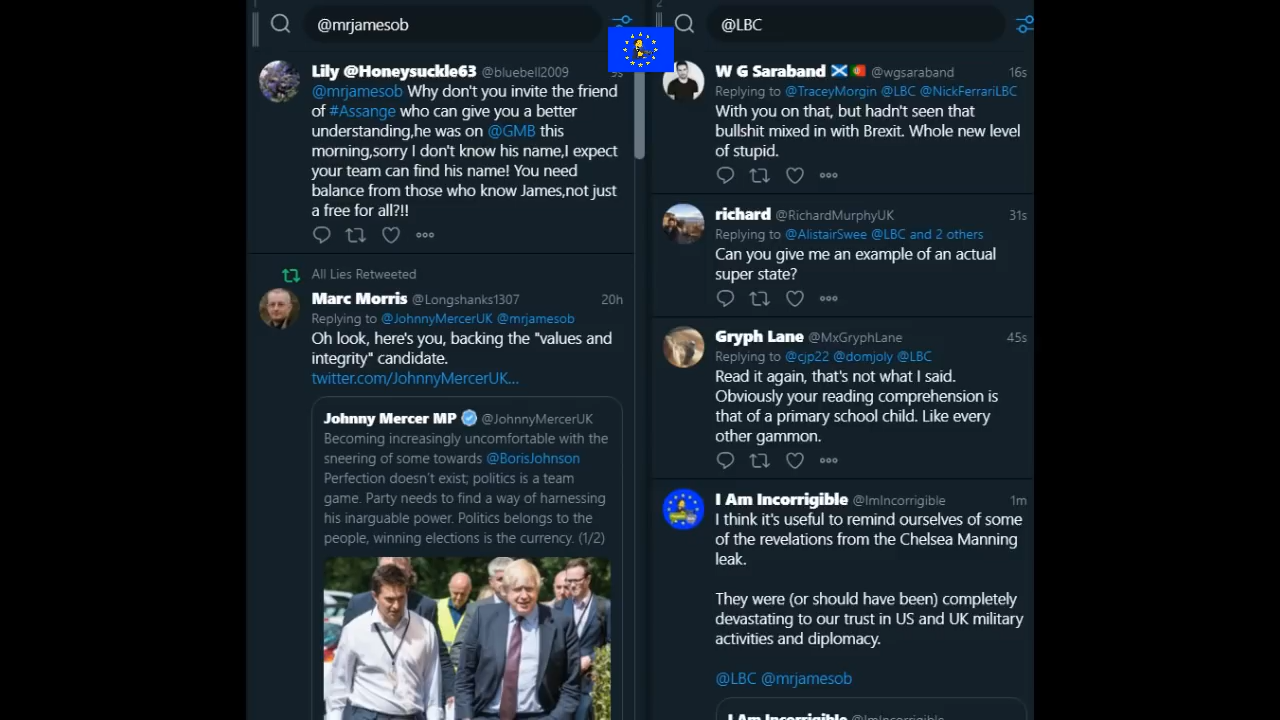 1
@mrjamesob
Lily @Honeysuckle63 @bluebell2009 9s
@mrjamesob Why don't you invite the friend
of #Assange who can give you a better
understanding,he was on @GMB this
morning,sorry I don't know his name,I expect
your team can find his name! You need
balance from those who know James,not just
a free for all?!!
All Lies Retweeted
Marc Morris @Longshanks1307 20h
Replying to @JohnnyMercerUK @mrjamesob
Oh look, here's you, backing the "values and
integrity" candidate.
twitter.com/JohnnyMercerUK...
Johnny Mercer MP @JohnnyMercerUK
Becoming increasingly uncomfortable with the
sneering of some towards @BorisJohnson
Perfection doesn't exist; politics is a team
game. Party needs to find a way of harnessing
his inarguable power. Politics belongs to the
people, winning elections is the currency. (1/2)
2
@LBC
W G Saraband @wgsaraband 16s
Replying to @TraceyMorgin @LBC @NickFerrariLBC
With you on that, but hadn't seen that
bullshit mixed in with Brexit. Whole new level
of stupid.
richard @RichardMurphyUK 31s
Replying to @AlistairSwee @LBC and 2 others
Can you give me an example of an actual
super state?
Gryph Lane @MxGryphLane 45s
Replying to @cjp22 @domjoly @LBC
Read it again, that's not what I said.
Obviously your reading comprehension is
that of a primary school child. Like every
other gammon.
I Am Incorrigible @ImIncorrigible 1m
I think it's useful to remind ourselves of some
of the revelations from the Chelsea Manning
leak.
They were (or should have been) completely
devastating to our trust in US and UK military
activities and diplomacy.
@LBC @mrjamesob
I Am Incorrigible @ImIncorrigible